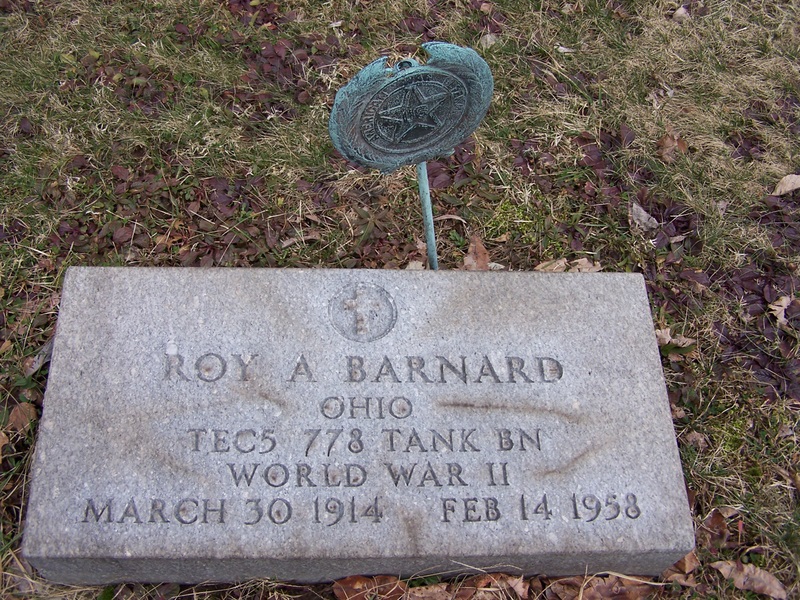 ROY A BARNARD
OHIO
TEC5 778 TANK BN
WORLD WAR II
MARCH 30 1914 FEB 14 1958